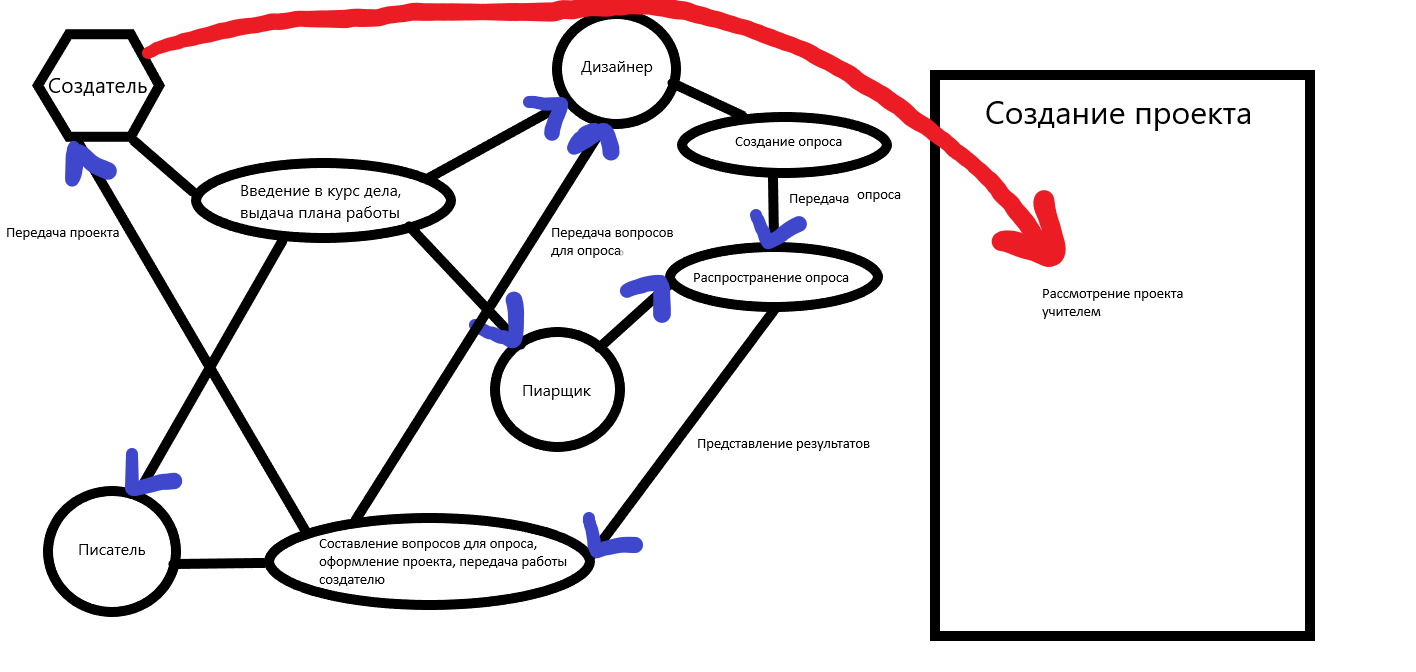 Создатель
Дизайнер
Создание проекта
Создание опроса
Введение в курс дела,
выдача плана работы
Передача опроса
Передача проекта
Передача вопросов
для опроса
Распространение опроса
Рассмотрение проекта
учителем
Пиарщик
Представление результатов
Писатель
Составление вопросов для опроса,
оформление проекта, передача работы
создателю